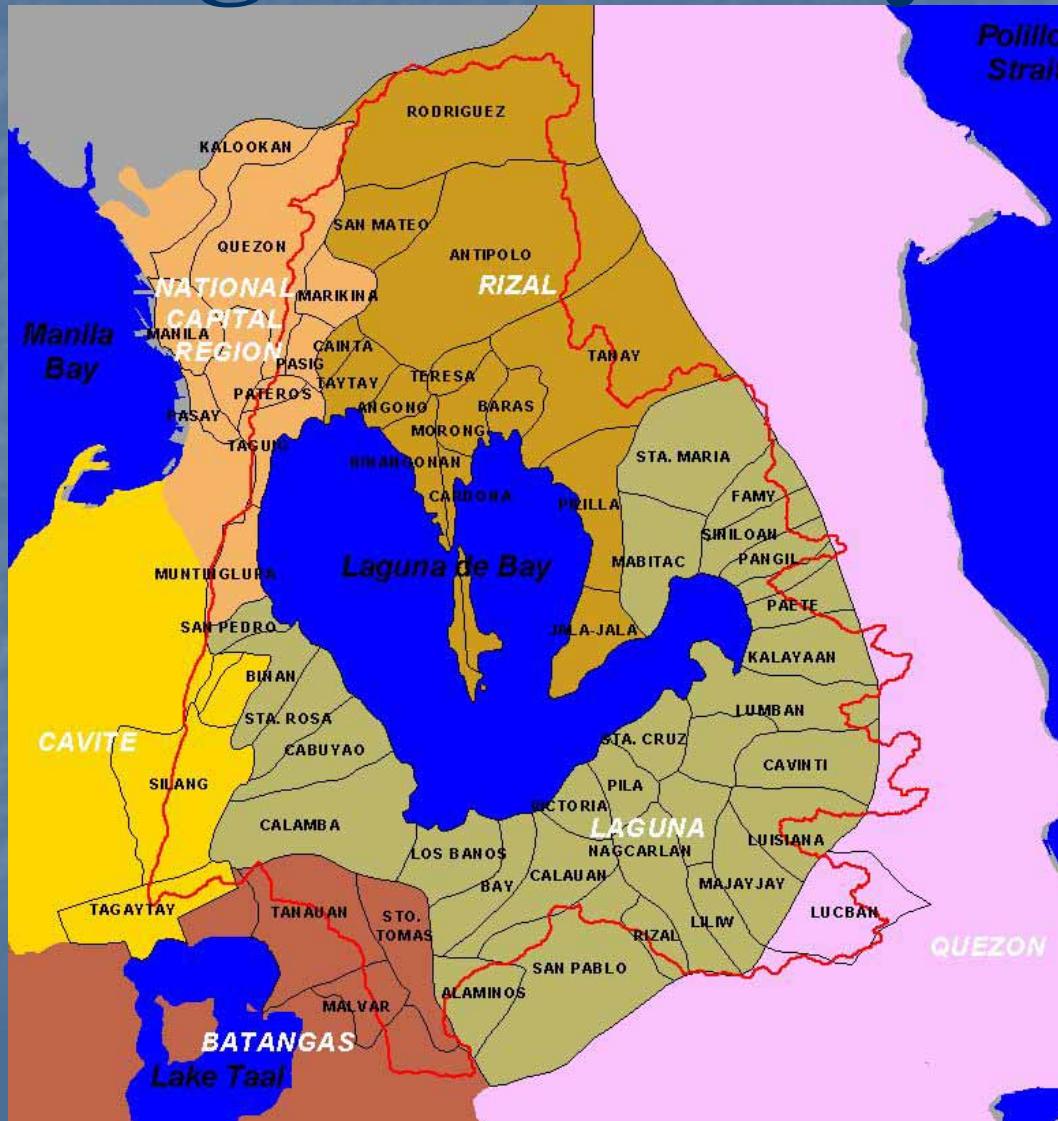 Polillo
Strait
RODRIGUEZ
KALOOKAN
SAN MATEO
QUEZON
ANTIPOLO
RIZAL
NATIONAL
CAPITAL
REGION
MARIKINA
Manila
Bay
MANILA
CAINTA
PASIG
TANAY
TAYTAY
TERESA
PATEROS
ANGONO
BARAS
PASAY
MORONG
TAGUIG
BINANGONAN
STA. MARIA
CARDONA
FAMY
PILILLA
SINILOAN
Laguna de Bay
MABITAC
PANGIL
MUNTUNGLUPA
PAETE
SAN PEDRO
JALA-JALA
KALAYAAN
BINAN
LUMBAN
STA. ROSA
CAVITE
STA. CRUZ
CABUYAO
CAVINTI
SILANG
PILA
VICTORIA
CALAMBA
LAGUNA
LUISIANA
LOS BANOS
NAGCARLAN
BAY
CALAUAN
MAJAYJAY
TAGAYTAY
TANAUAN
STO.
TOMAS
LILIW
LUCBAN
RIZAL
QUEZON
SAN PABLO
ALAMINOS
MALVAR
BATANGAS
Lake Taal